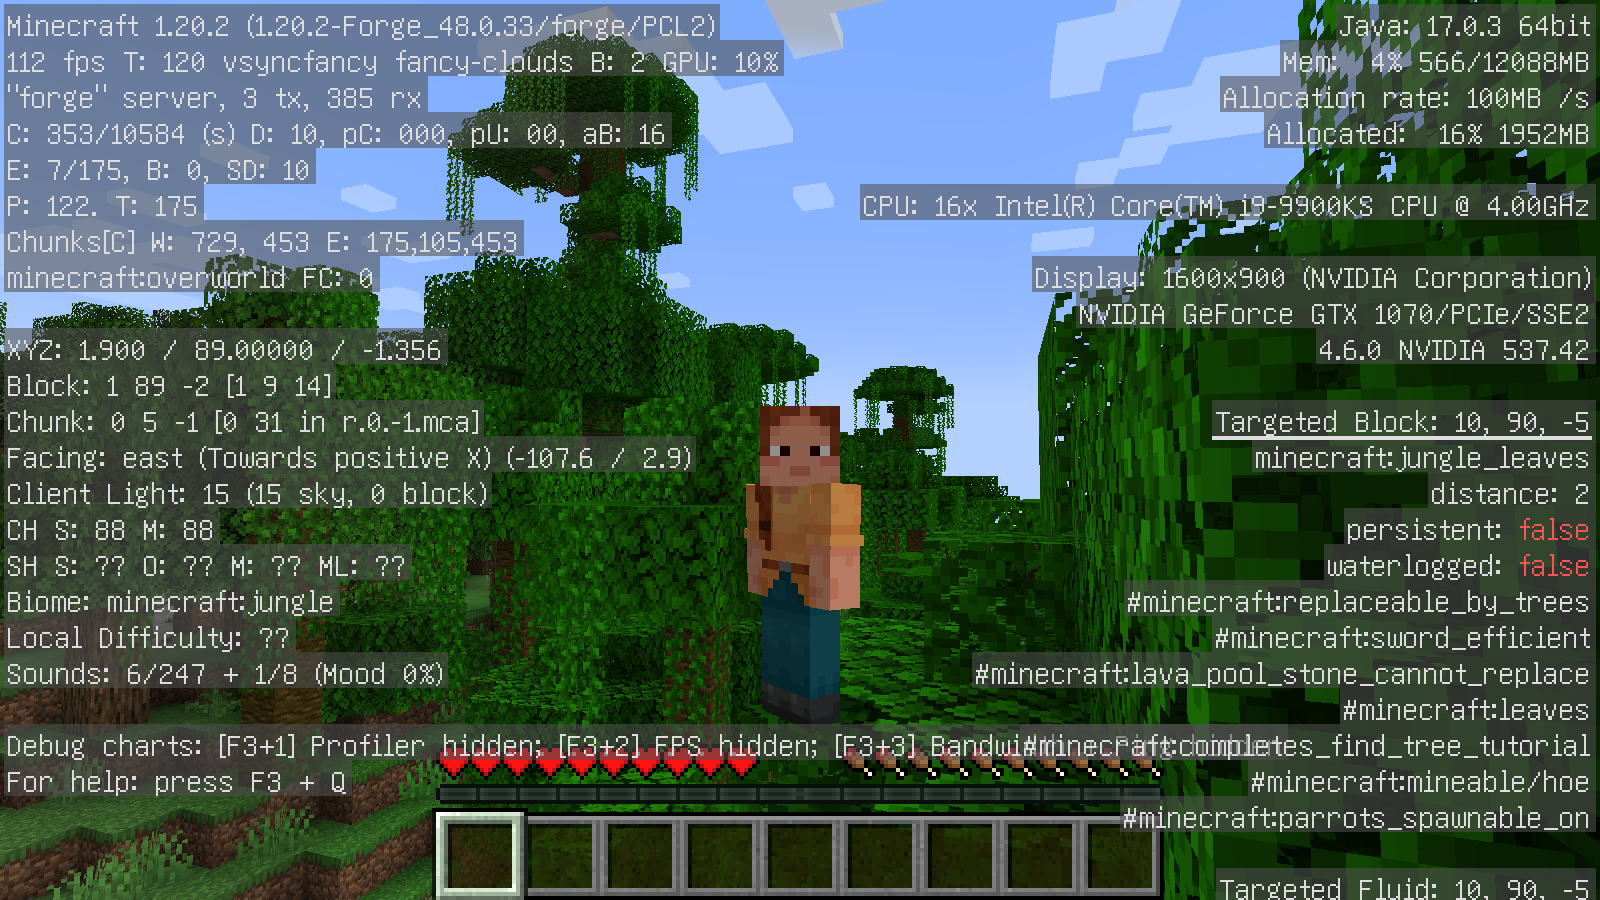 Minecraft 1.20.2 (1.20.2-Forge_48.0.33/forge/PCL2)
112 fps T: 120 vsyncfancy fancy-clouds B: 2 GPU: 10%
"forge" server, 3 tx, 385 rx
C: 353/10584 (s) D: 10, pC: 000, pU: 00, aB: 16
E: 7/175, B: 0, SD: 10
P: 122. T: 175
Chunks[C] W: 729, 453 E: 175,105,453
minecraft:overworld FC: 0
XYZ: 1.900 / 89.00000 / -1.356
Block: 1 89 -2 [1 9 14]
Chunk: 0 5 -1 [0 31 in r.0.-1.mca]
Facing: east (Towards positive X) (-107.6 / 2.9)
Client Light: 15 (15 sky, 0 block)
CH S: 88 M: 88
SH S: ?? O: ?? M: ?? ML: ??
Biome: minecraft:jungle
Local Difficulty: ??
Sounds: 6/247 + 1/8 (Mood 0%)
Debug charts: [F3+1] Profiler hidden; [F3+2] FPS hidden; [F3+3]
For help: press F3 + Q
Java: 17.0.3 64bit
Mem: 4% 566/12088MB
Allocation rate: 100MB /s
Allocated: 16% 1952MB
CPU: 16x Intel(R) Core(TM) i9-9900KS CPU @ 4.00GHz
Display: 1600x900 (NVIDIA Corporation)
NVIDIA GeForce GTX 1070/PCIe/SSE2
4.6.0 NVIDIA 537.42
Targeted Block: 10, 90, -5
minecraft:jungle_leaves
distance: 2
persistent: false
waterlogged: false
#minecraft:replaceable_by_trees
#minecraft:sword_efficient
#minecraft:lava_pool_stone_cannot_replace
#minecraft:leaves
#minecraft:completes_find_tree_tutorial
#minecraft:mineable/hoe
#minecraft:parrots_spawnable_on
Targeted Fluid: 10, 90, -5